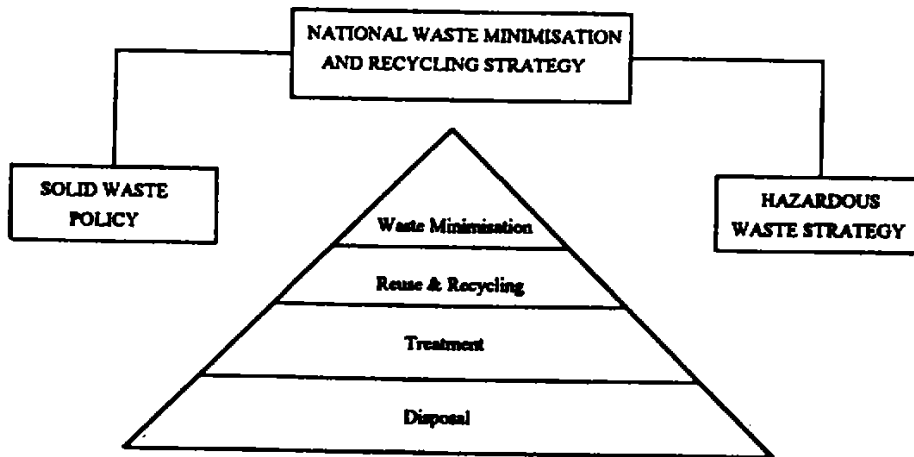 NATIONAL WASTE MINIMISATION
AND RECYCLING STRATEGY
SOLID WASTE
POLICY
HAZARDOUS
WASTE STRATEGY
Waste Minimisation
Reuse & Recycling
Treatment
Disposal